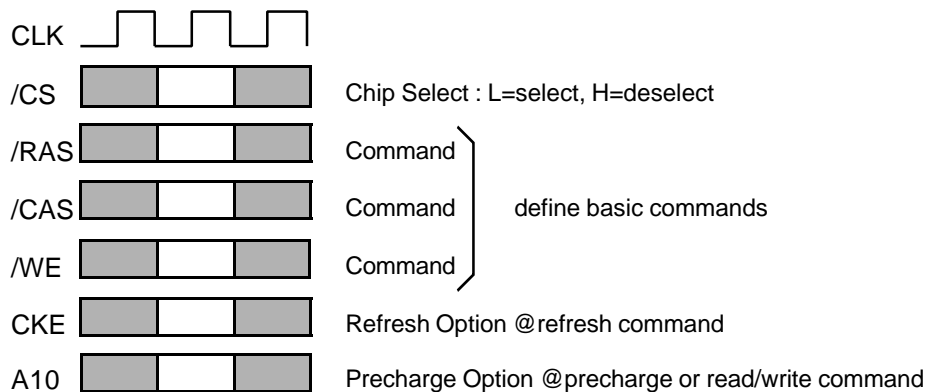 CLK
/CS Chip Select : L=select, H=deselect
/RAS Command
/CAS Command define basic commands
/WE Command
CKE Refresh Option @refresh command
A10 Precharge Option @precharge or read/write command